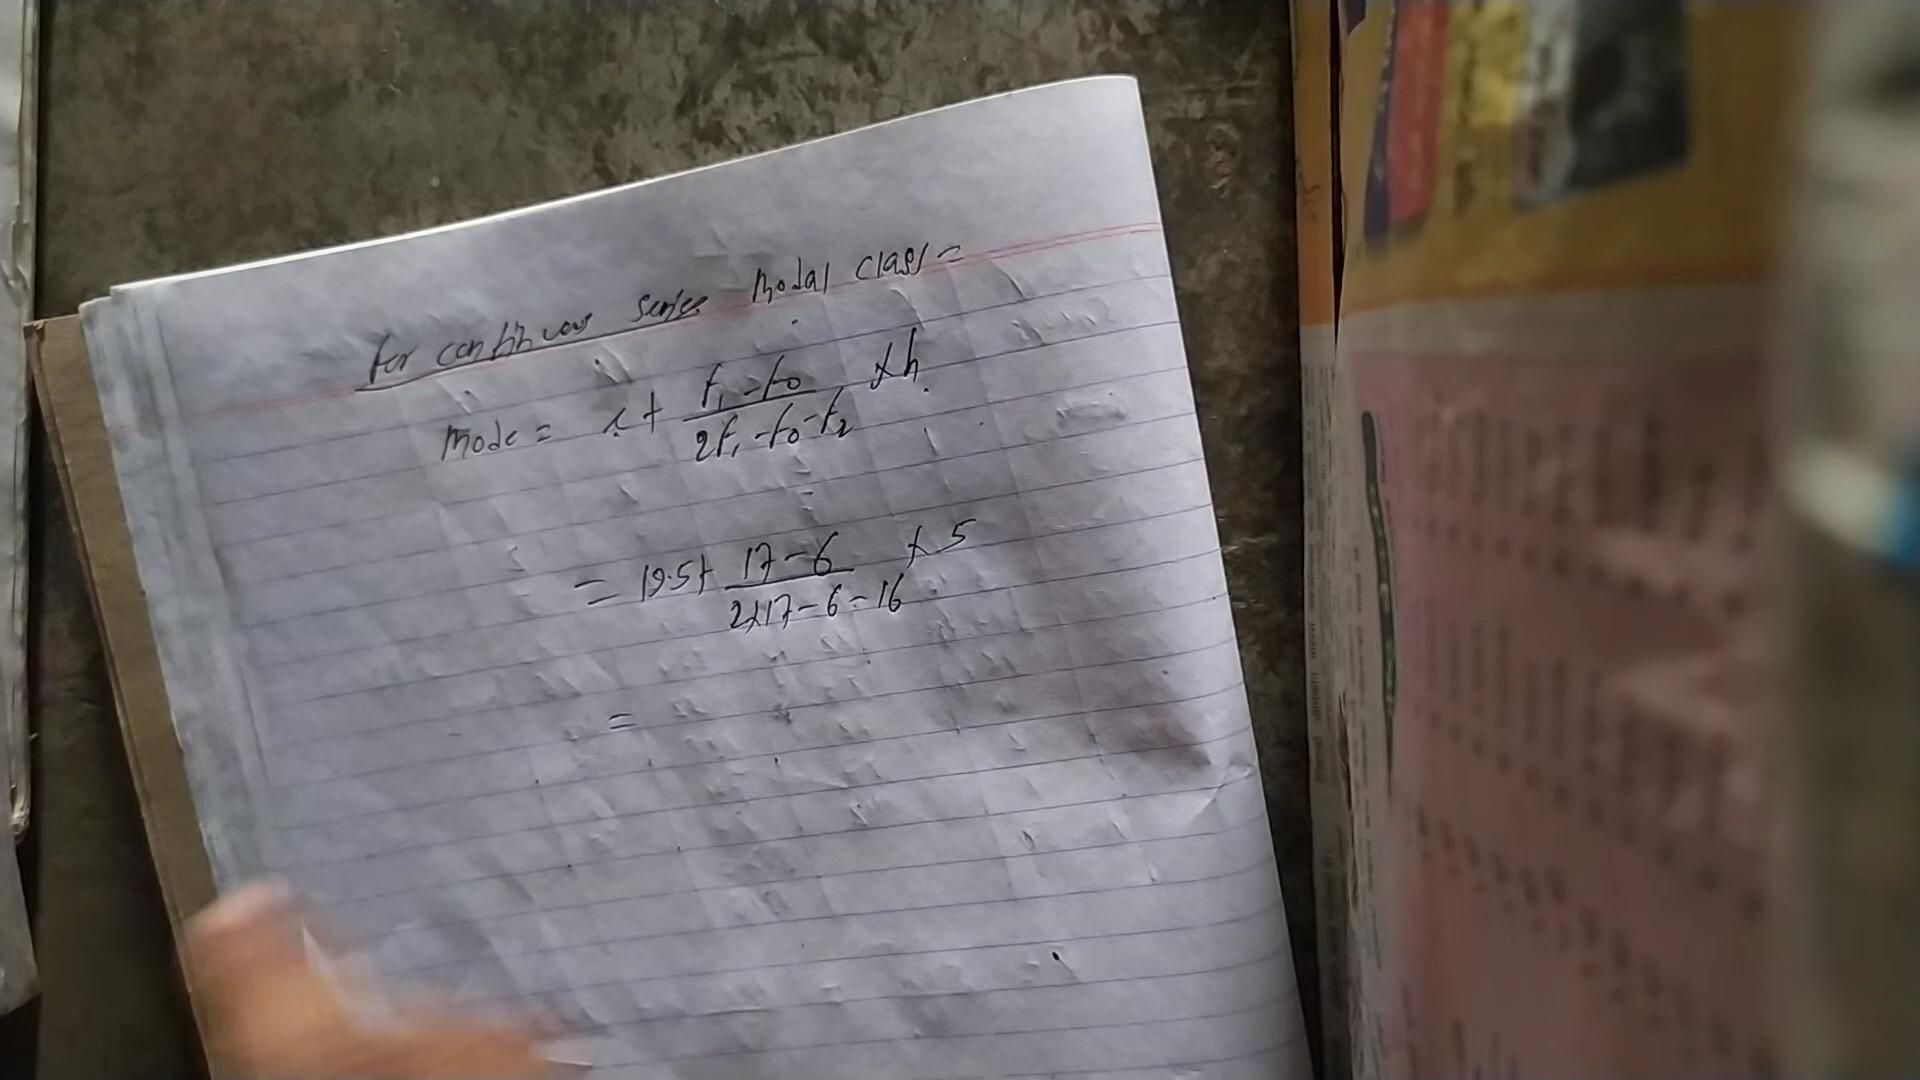 for continuous series Modal class =
Mode = l + f₁ - f₀ / 2f₁ - f₀ - f₂ × h.
= 19.5 + 17 - 6 / 2×17 - 6 - 16 × 5
=